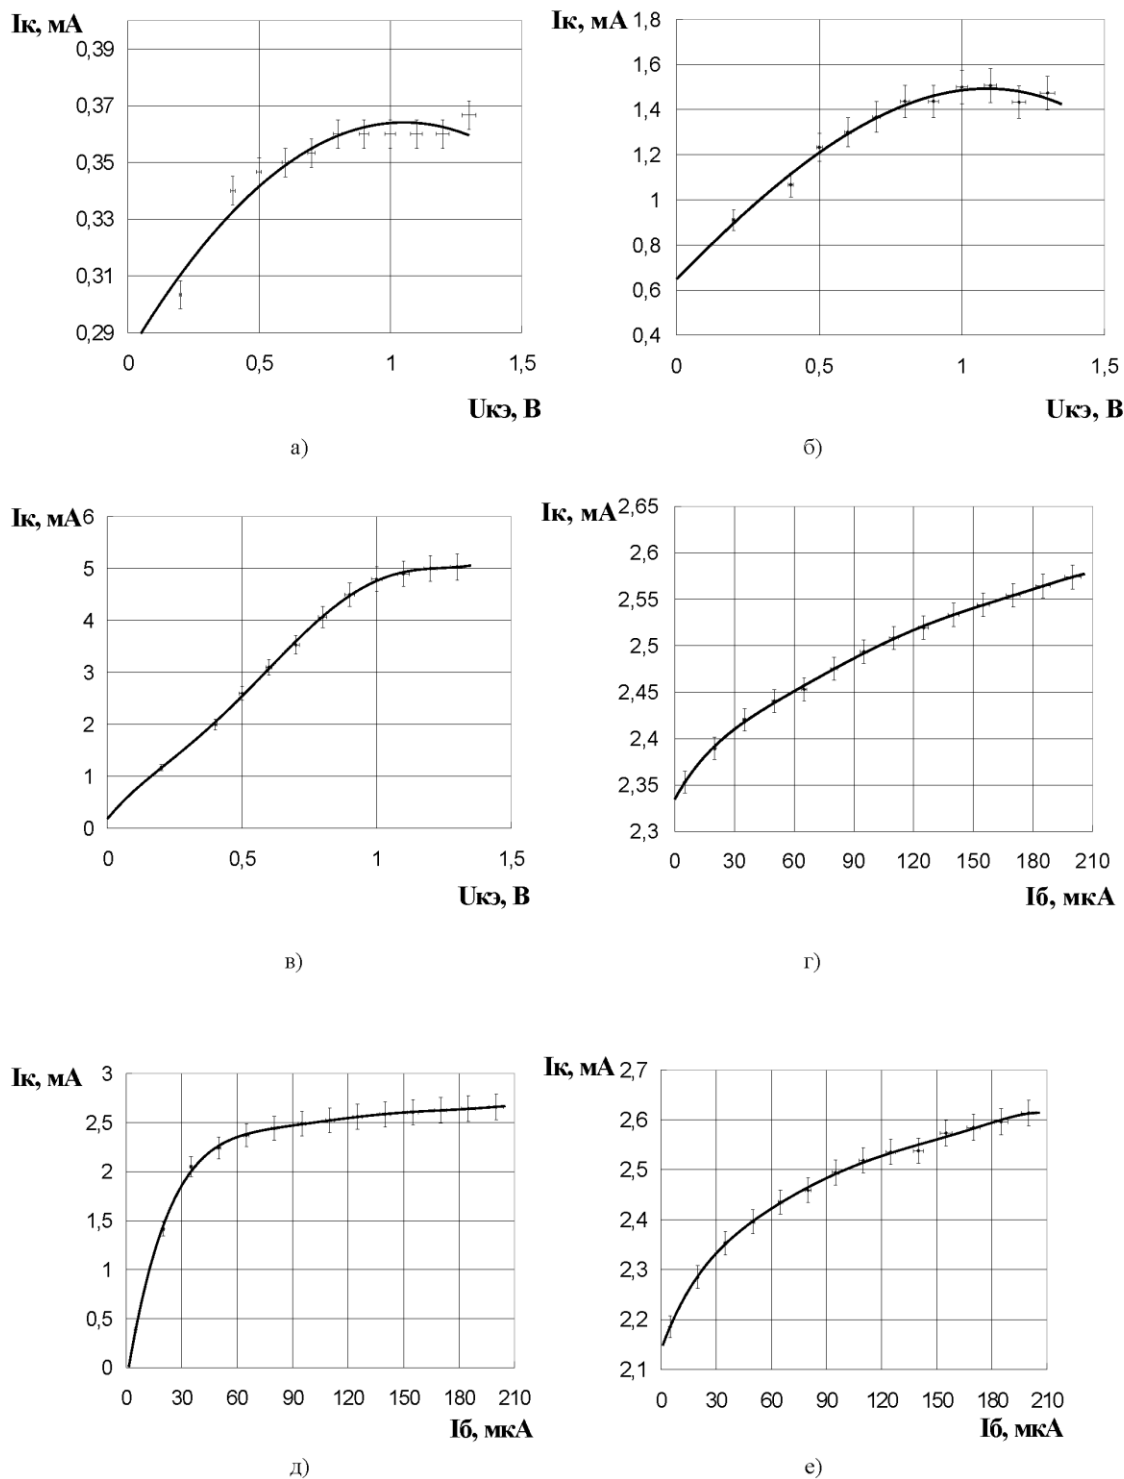 Iк, мА
0,39
0,37
0,35
0,33
0,31
0,29
0 0,5 1 1,5
Uкэ, В
а)
Iк, мА
1,8
1,6
1,4
1,2
1
0,8
0,6
0,4
0 0,5 1 1,5
Uкэ, В
б)
Iк, мА
6
5
4
3
2
1
0
0 0,5 1 1,5
Uкэ, В
в)
Iк, мА
2,65
2,6
2,55
2,5
2,45
2,4
2,35
2,3
0 30 60 90 120 150 180 210
Iб, мкА
г)
Iк, мА
3
2,5
2
1,5
1
0,5
0
0 30 60 90 120 150 180 210
Iб, мкА
д)
Iк, мА
2,7
2,6
2,5
2,4
2,3
2,2
2,1
0 30 60 90 120 150 180 210
Iб, мкА
е)